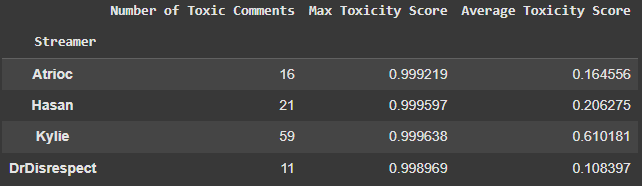 Number of Toxic Comments Max Toxicity Score Average Toxicity Score
Streamer
Atrioc 16 0.999219 0.164556
Hasan 21 0.999597 0.206275
Kylie 59 0.999638 0.610181
DrDisrespect 11 0.998969 0.108397